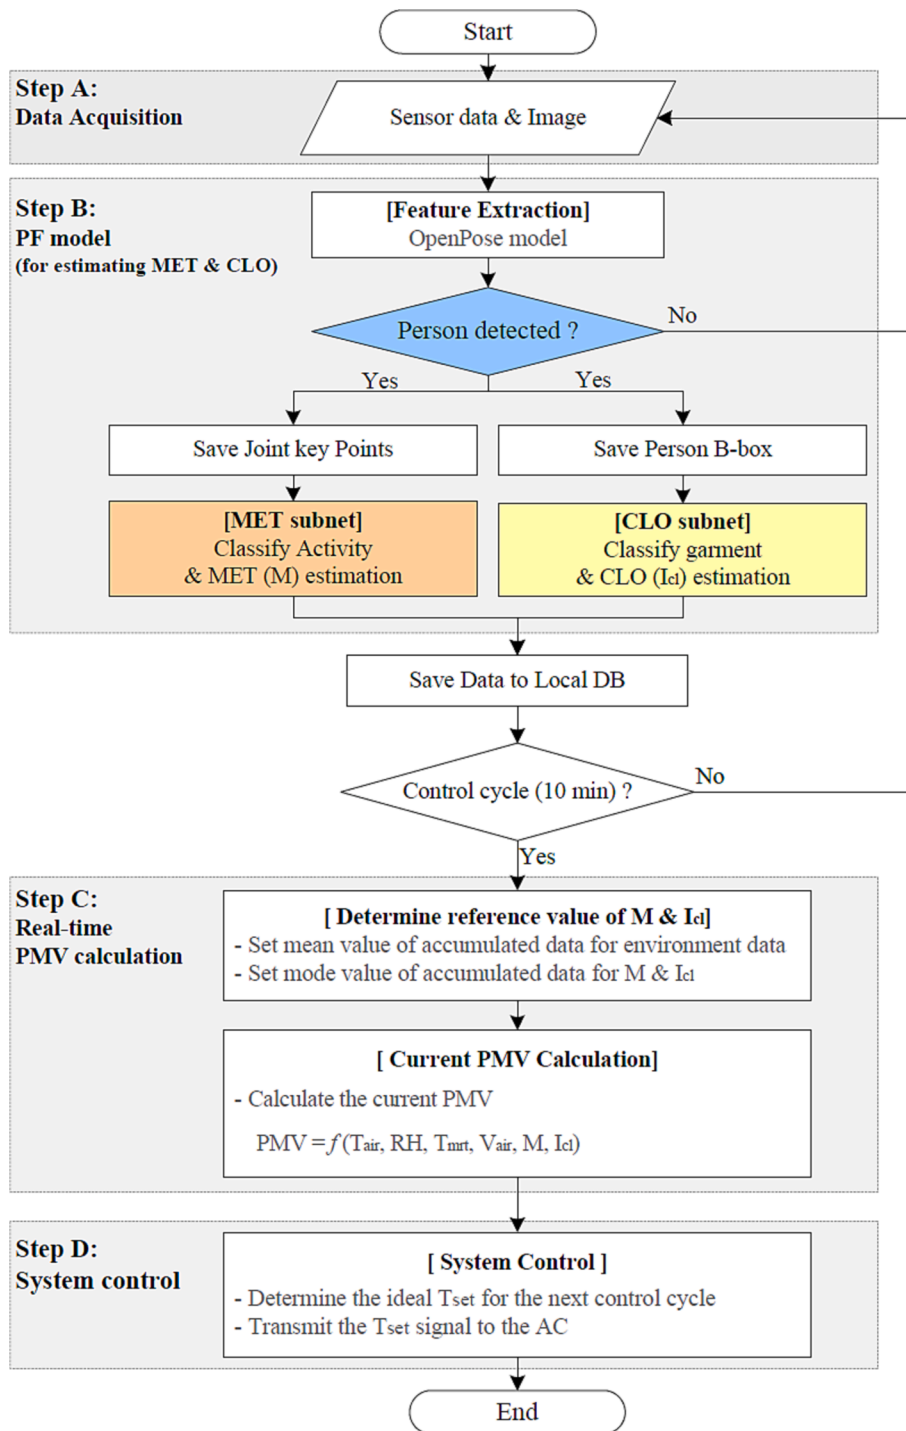 Start
Step A:
Data Acquisition
Sensor data & Image
Step B:
PF model
(for estimating MET & CLO)
[Feature Extraction]
OpenPose model
Person detected ?
No
Yes
Yes
Save Joint key Points
Save Person B-box
[MET subnet]
Classify Activity
& MET (M) estimation
[CLO subnet]
Classify garment
& CLO (Icl) estimation
Save Data to Local DB
Control cycle (10 min) ?
No
Yes
Step C:
Real-time
PMV calculation
[ Determine reference value of M & Icl]
- Set mean value of accumulated data for environment data
- Set mode value of accumulated data for M & Icl
[ Current PMV Calculation]
- Calculate the current PMV
PMV = f (Tair, RH, Tmrt, Vair, M, Icl)
Step D:
System control
[ System Control ]
- Determine the ideal Tset for the next control cycle
- Transmit the Tset signal to the AC
End